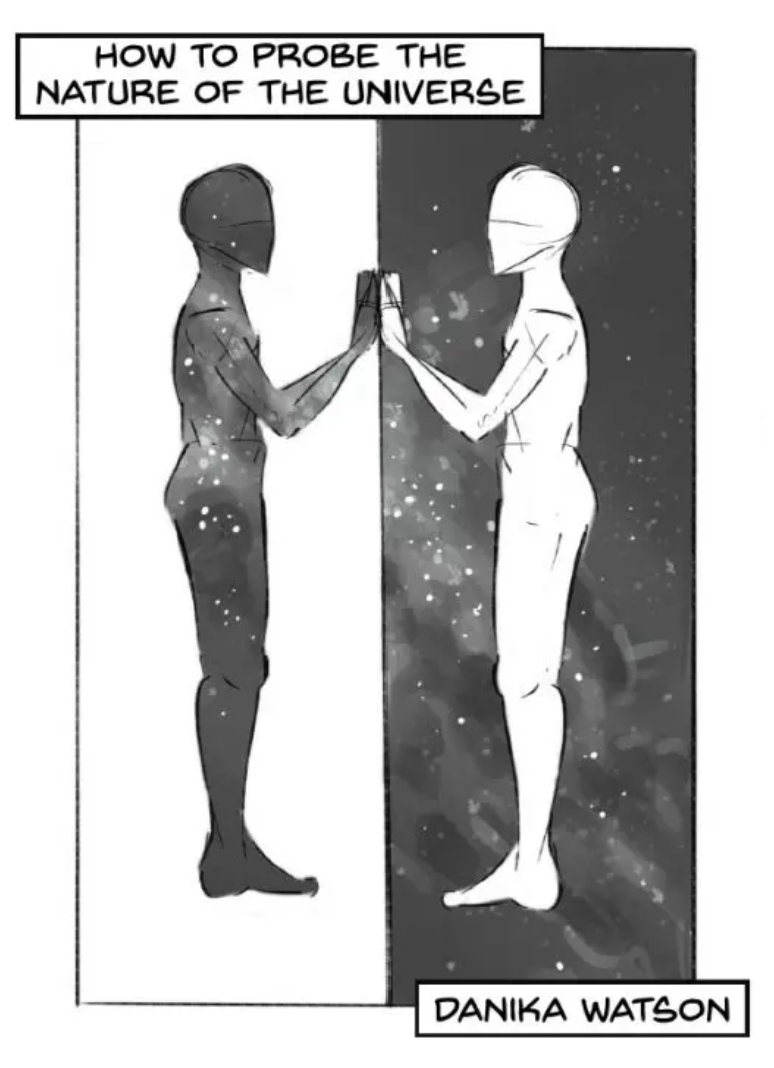 HOW TO PROBE THE
NATURE OF THE UNIVERSE
DANIKA WATSON